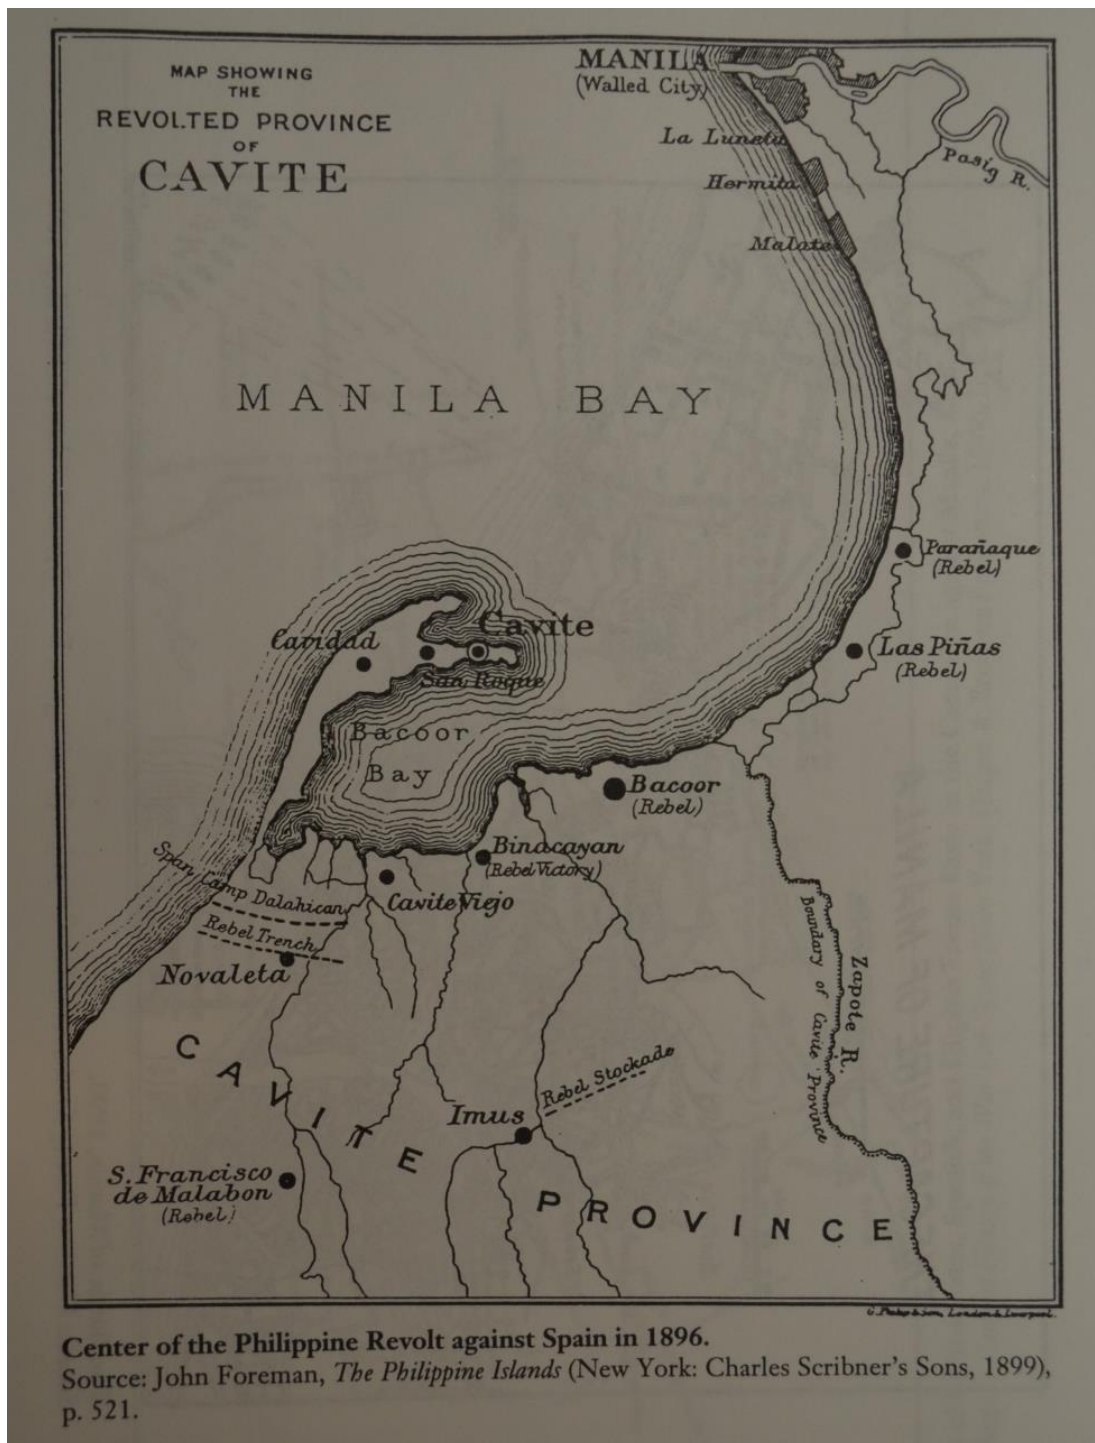 MAP SHOWING
THE
REVOLTED PROVINCE
OF
CAVITE
MANILA
(Walled City)
La Luneta
Hermita
Malate
Pasig R.
MANILA BAY
Parañaque
(Rebel)
Las Piñas
(Rebel)
Cavite
Cavidad
San Roque
Bacoor
Bay
Bacoor
(Rebel)
Binacayan
(Rebel Victory)
Cavite Viejo
Span. Camp Dalahican
Rebel Trench
Novaleta
Zapote R.
Boundary of Cavite Province
Rebel Stockade
Imus
S. Francisco
de Malabon
(Rebel)
CAVITE PROVINCE
London & Liverpool.
Center of the Philippine Revolt against Spain in 1896.
Source: John Foreman, The Philippine Islands (New York: Charles Scribner's Sons, 1899),
p. 521.